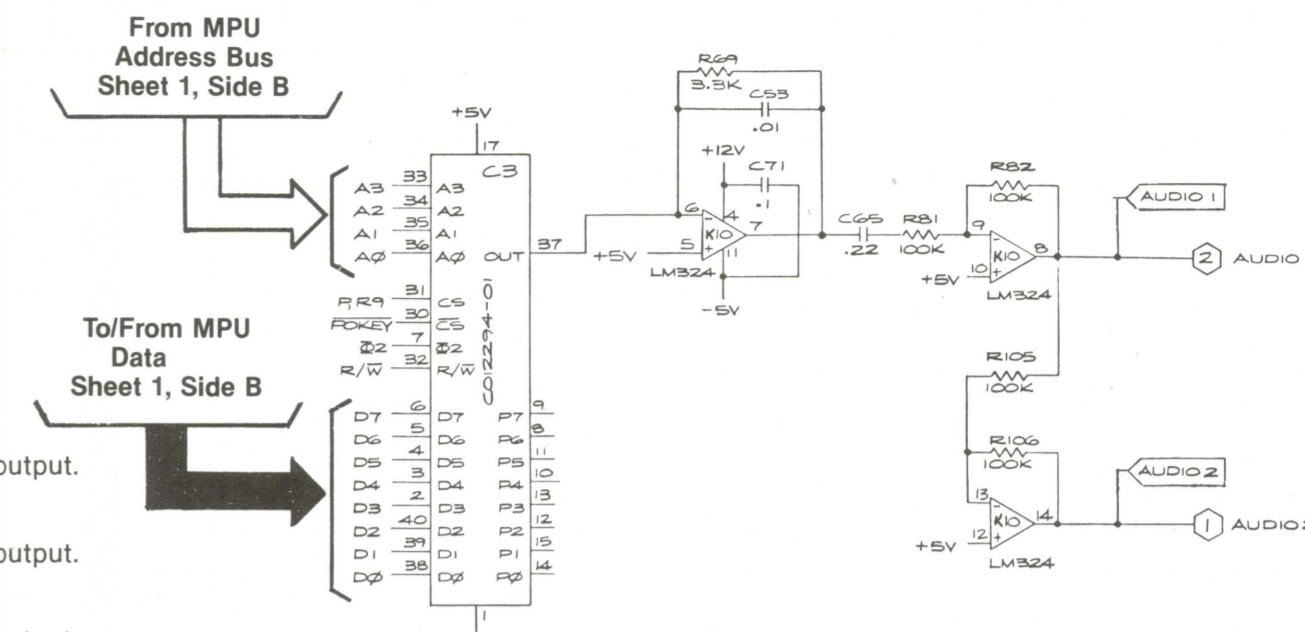 From MPU
Address Bus
Sheet 1, Side B
To/From MPU
Data
Sheet 1, Side B
output.
output.
+5V
17
C3
A3 33 A3
A2 34 A2
A1 35 A1
AØ 36 AØ
OUT 37
P, R9 31 CS
POKEY 30 CS
Φ2 7 Φ2
R/W 32 R/W
CO12294-01
D7 6 D7 P7 9
D6 5 D6 P6 8
D5 4 D5 P5 11
D4 3 D4 P4 10
D3 2 D3 P3 13
D2 40 D2 P2 12
D1 39 D1 P1 15
DØ 38 DØ PØ 14
1
R69
3.3K
C53
.01
+12V
C71
.1
6 - 4
K10 7
+5V 5 +
11
LM324
-5V
C65
.22
R81
100K
R82
100K
9 -
K10 8
+5V 10 +
LM324
AUDIO 1
2 AUDIO
R105
100K
R106
100K
13 -
K10 14
+5V 12 +
LM324
AUDIO 2
1 AUDIO